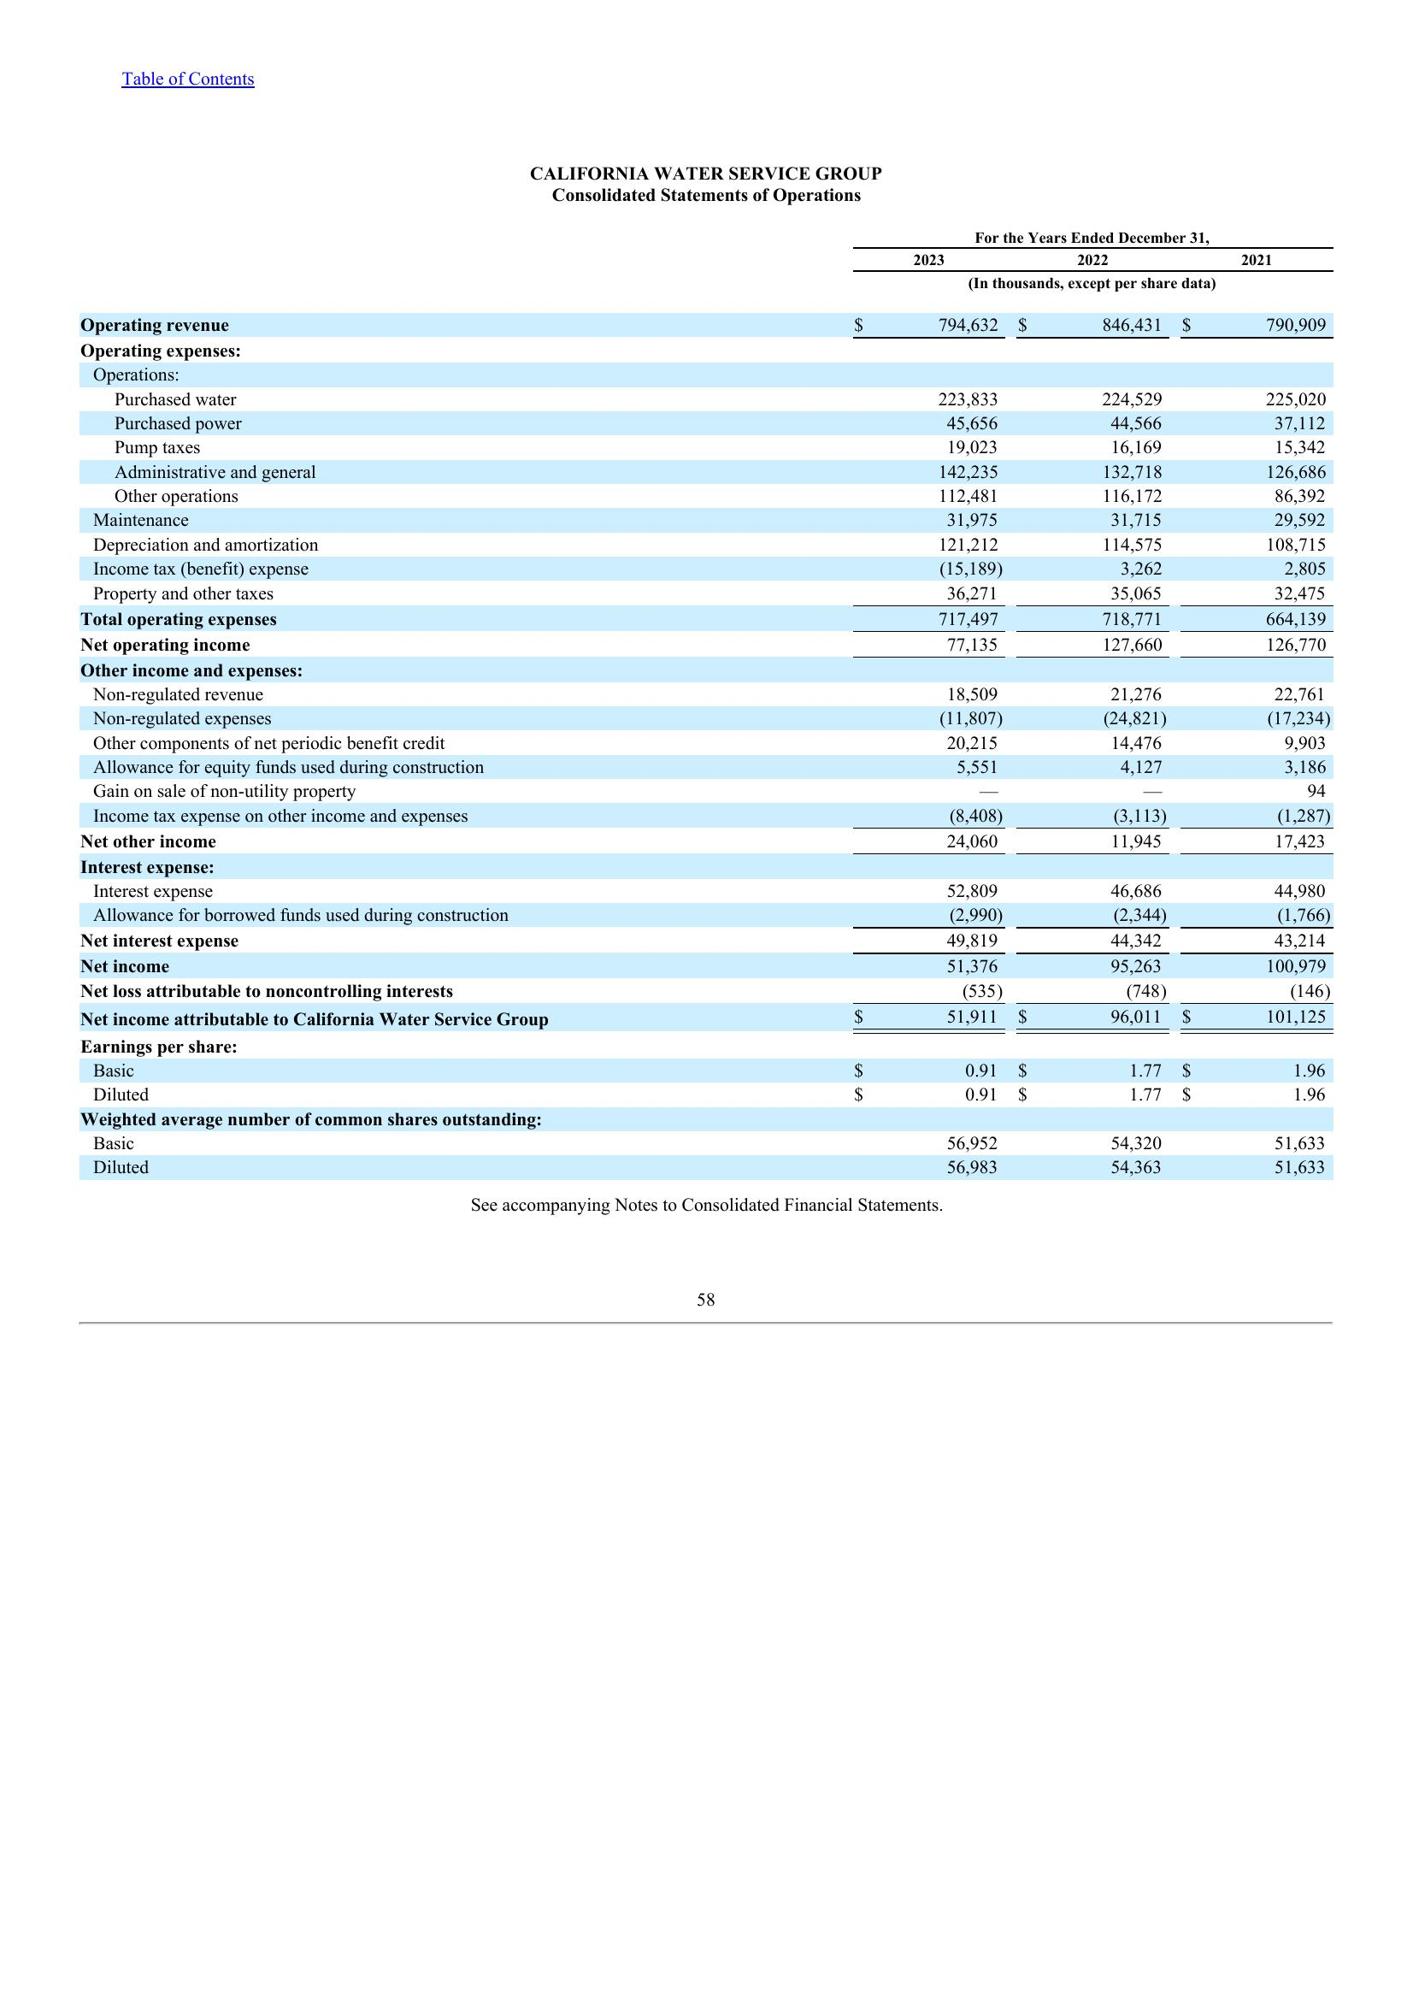 Table of Contents
CALIFORNIA WATER SERVICE GROUP
Consolidated Statements of Operations
For the Years Ended December 31,
2023 2022 2021
(In thousands, except per share data)
Operating revenue $ 794,632 $ 846,431 $ 790,909
Operating expenses:
Operations:
Purchased water 223,833 224,529 225,020
Purchased power 45,656 44,566 37,112
Pump taxes 19,023 16,169 15,342
Administrative and general 142,235 132,718 126,686
Other operations 112,481 116,172 86,392
Maintenance 31,975 31,715 29,592
Depreciation and amortization 121,212 114,575 108,715
Income tax (benefit) expense (15,189) 3,262 2,805
Property and other taxes 36,271 35,065 32,475
Total operating expenses 717,497 718,771 664,139
Net operating income 77,135 127,660 126,770
Other income and expenses:
Non-regulated revenue 18,509 21,276 22,761
Non-regulated expenses (11,807) (24,821) (17,234)
Other components of net periodic benefit credit 20,215 14,476 9,903
Allowance for equity funds used during construction 5,551 4,127 3,186
Gain on sale of non-utility property — — 94
Income tax expense on other income and expenses (8,408) (3,113) (1,287)
Net other income 24,060 11,945 17,423
Interest expense:
Interest expense 52,809 46,686 44,980
Allowance for borrowed funds used during construction (2,990) (2,344) (1,766)
Net interest expense 49,819 44,342 43,214
Net income 51,376 95,263 100,979
Net loss attributable to noncontrolling interests (535) (748) (146)
Net income attributable to California Water Service Group $ 51,911 $ 96,011 $ 101,125
Earnings per share:
Basic $ 0.91 $ 1.77 $ 1.96
Diluted $ 0.91 $ 1.77 $ 1.96
Weighted average number of common shares outstanding:
Basic 56,952 54,320 51,633
Diluted 56,983 54,363 51,633
See accompanying Notes to Consolidated Financial Statements.
58